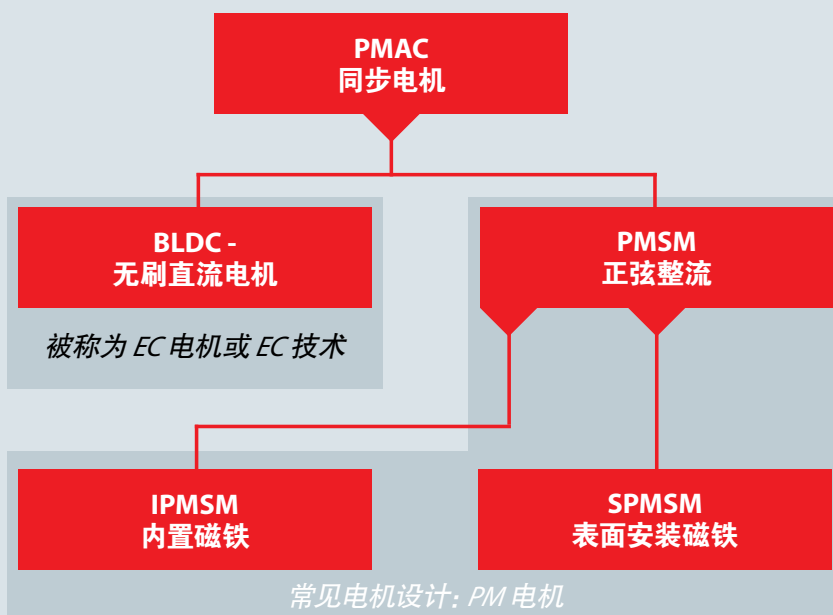 PMAC
同步电机
BLDC -
无刷直流电机
PMSM
正弦整流
被称为 EC 电机或 EC 技术
IPMSM
内置磁铁
SPMSM
表面安装磁铁
常见电机设计：PM 电机